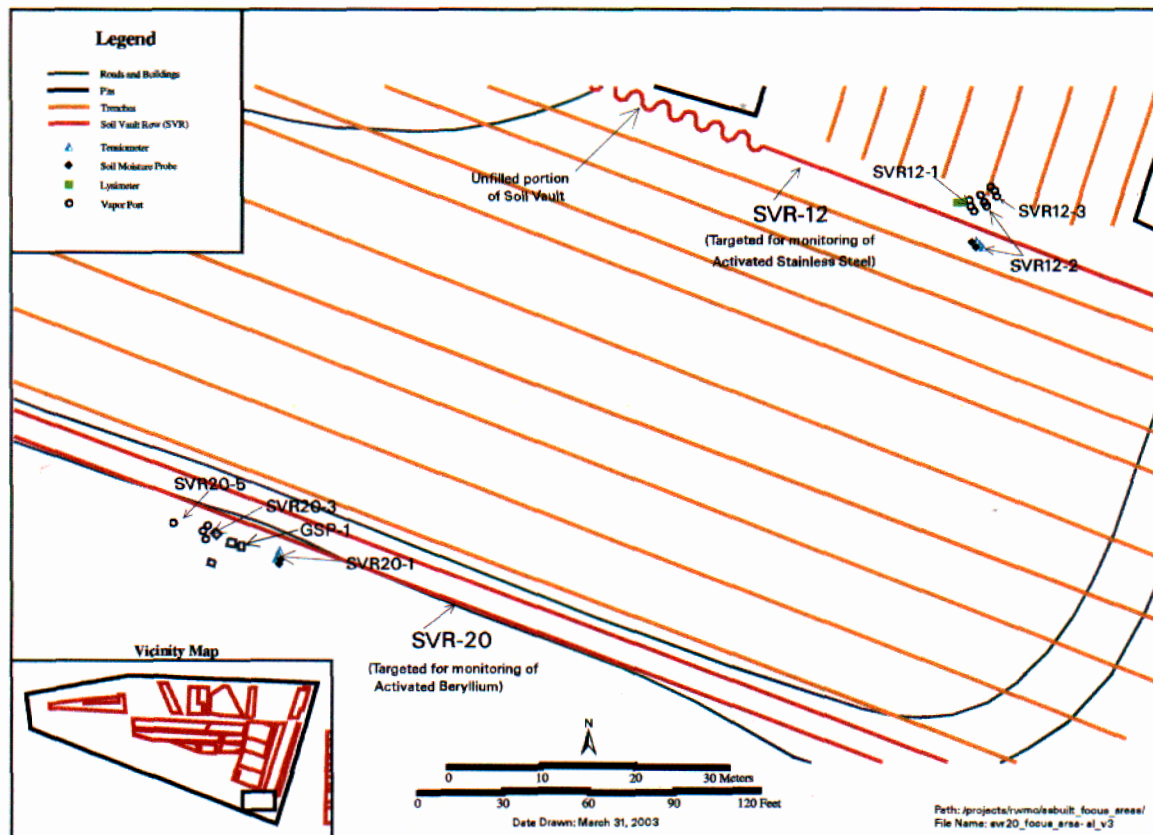 Legend
Roads and Buildings
Pits
Trenches
Soil Vault Row (SVR)
Tensiometer
Soil Moisture Probe
Lysimeter
Vapor Port
Unfilled portion
of Soil Vault
SVR-12
(Targeted for monitoring of
Activated Stainless Steel)
SVR12-1
SVR12-3
SVR12-2
SVR20-5
SVR20-3
GSP-1
SVR20-1
SVR-20
(Targeted for monitoring of
Activated Beryllium)
Vicinity Map
N
0 10 20 30 Meters
0 30 60 90 120 Feet
Date Drawn: March 31, 2003
Path: /projects/rwmc/asbuilt_focus_areas/
File Name: svr20_focus_area-al_v3